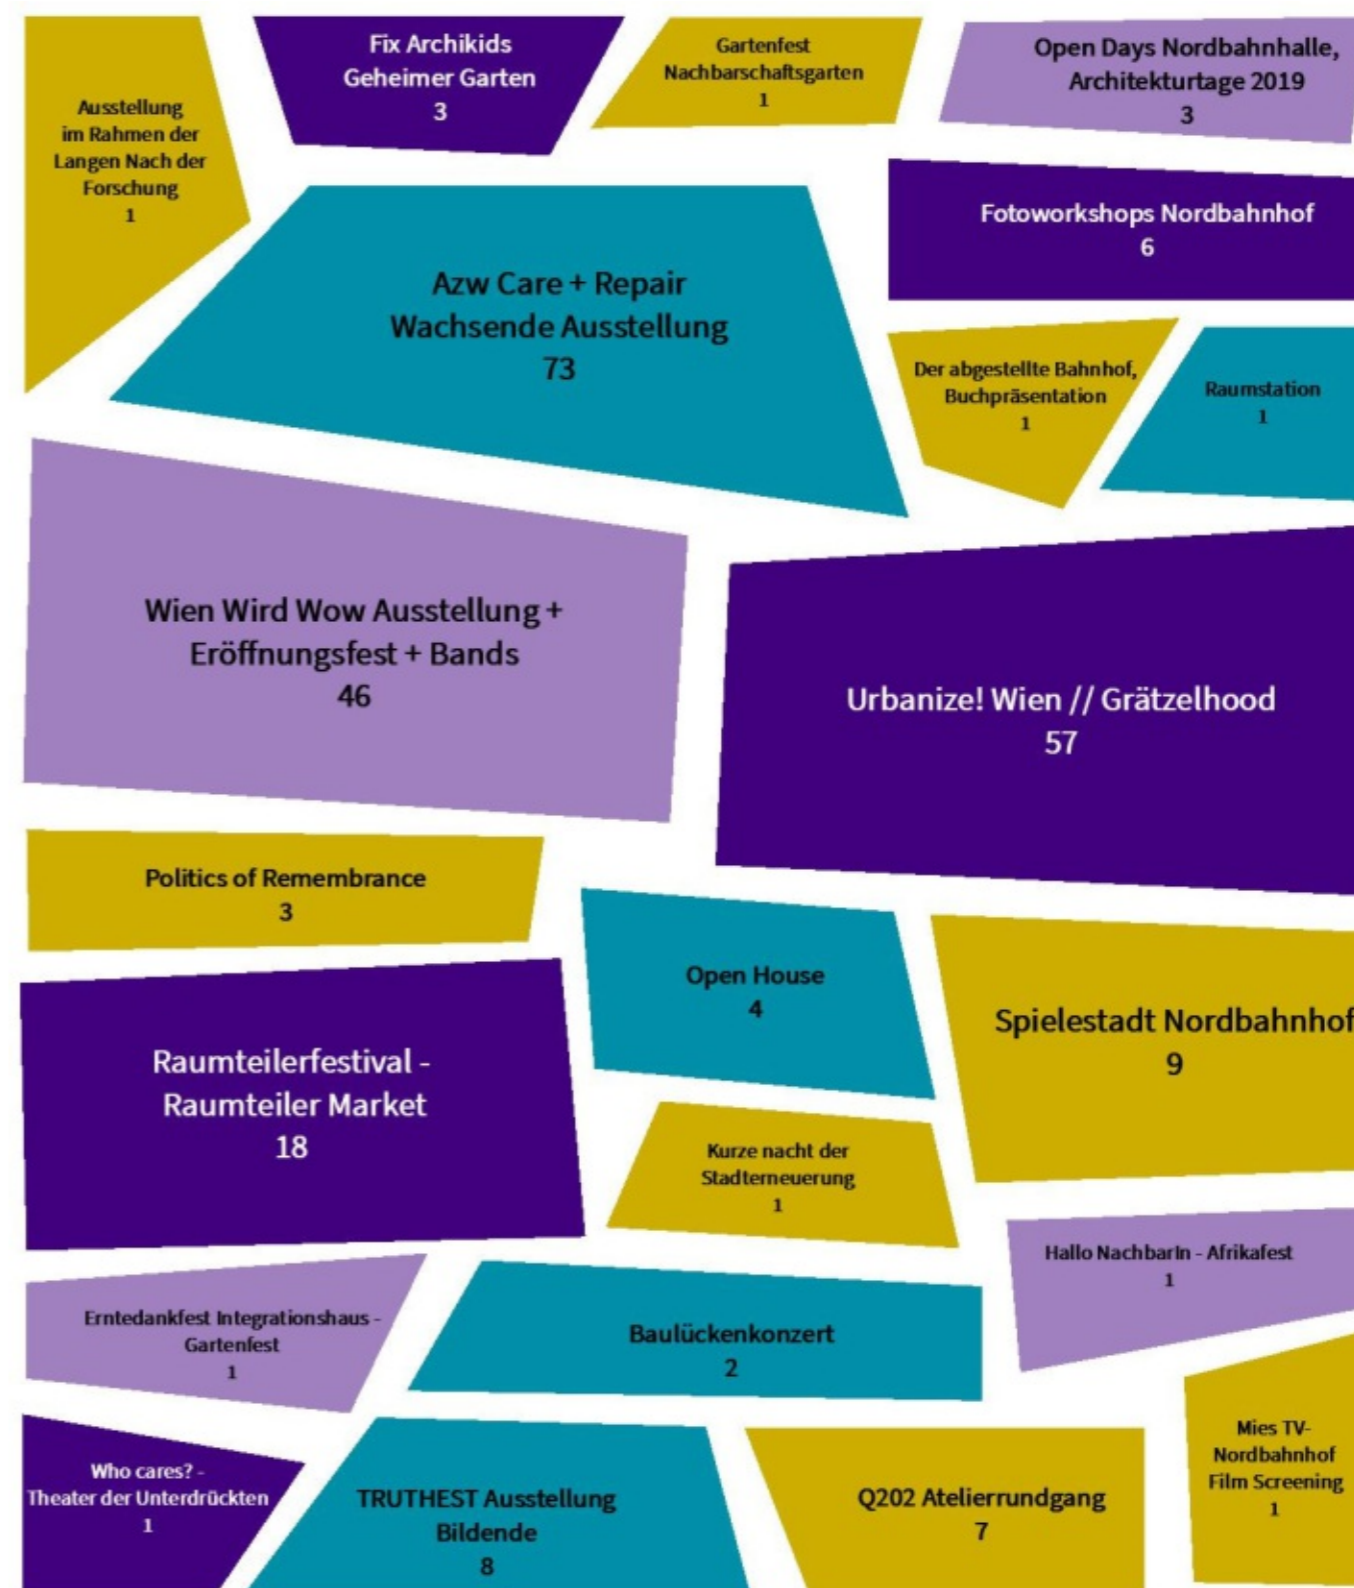 Ausstellung
im Rahmen der
Langen Nach der
Forschung
1
Fix Archikids
Geheimer Garten
3
Gartenfest
Nachbarschaftsgarten
1
Open Days Nordbahnhalle,
Architekturtage 2019
3
Azw Care + Repair
Wachsende Ausstellung
73
Fotoworkshops Nordbahnhof
6
Der abgestellte Bahnhof,
Buchpräsentation
1
Raumstation
1
Wien Wird Wow Ausstellung +
Eröffnungsfest + Bands
46
Urbanize! Wien // Grätzelhood
57
Politics of Remembrance
3
Open House
4
Spielestadt Nordbahnhof
9
Raumteilerfestival -
Raumteiler Market
18
Kurze nacht der
Stadterneuerung
1
Hallo NachbarIn - Afrikafest
1
Erntedankfest Integrationshaus -
Gartenfest
1
Baulückenkonzert
2
Mies TV-
Nordbahnhof
Film Screening
1
Who cares? -
Theater der Unterdrückten
1
TRUTHEST Ausstellung
Bildende
8
Q202 Atelierrundgang
7